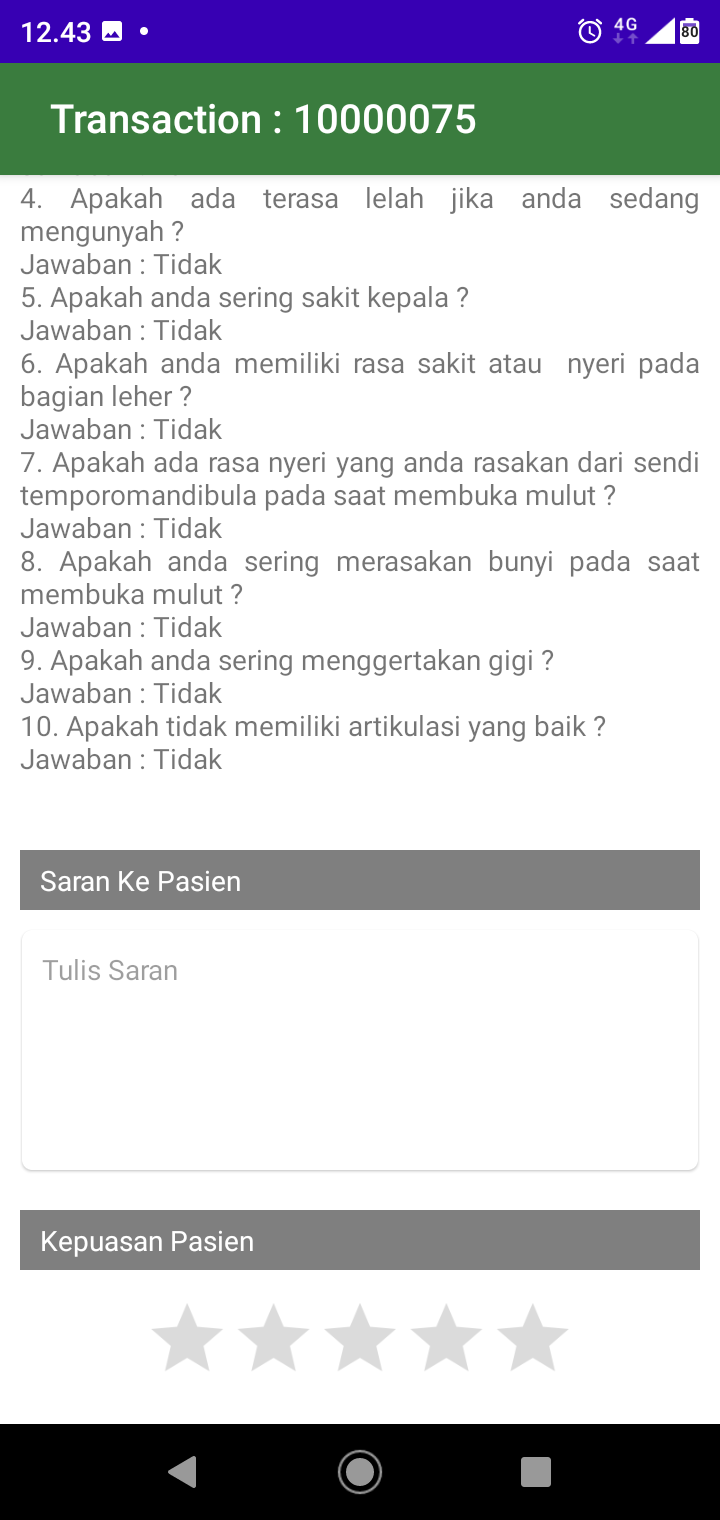 12.43
4G
80
Transaction : 10000075
4. Apakah ada terasa lelah jika anda sedang
mengunyah ?
Jawaban : Tidak
5. Apakah anda sering sakit kepala ?
Jawaban : Tidak
6. Apakah anda memiliki rasa sakit atau  nyeri pada
bagian leher ?
Jawaban : Tidak
7. Apakah ada rasa nyeri yang anda rasakan dari sendi
temporomandibula pada saat membuka mulut ?
Jawaban : Tidak
8. Apakah anda sering merasakan bunyi pada saat
membuka mulut ?
Jawaban : Tidak
9. Apakah anda sering menggertakan gigi ?
Jawaban : Tidak
10. Apakah tidak memiliki artikulasi yang baik ?
Jawaban : Tidak
Saran Ke Pasien
Tulis Saran
Kepuasan Pasien